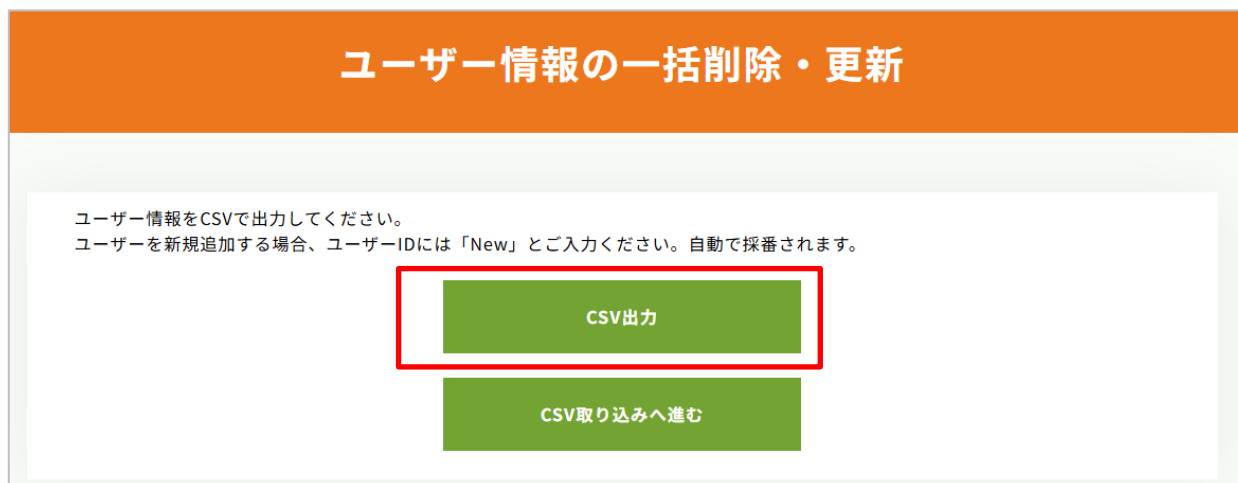 ユーザー情報の一括削除・更新
ユーザー情報をCSVで出力してください。
ユーザーを新規追加する場合、ユーザーIDには「New」とご入力ください。自動で採番されます。
CSV出力
CSV取り込みへ進む